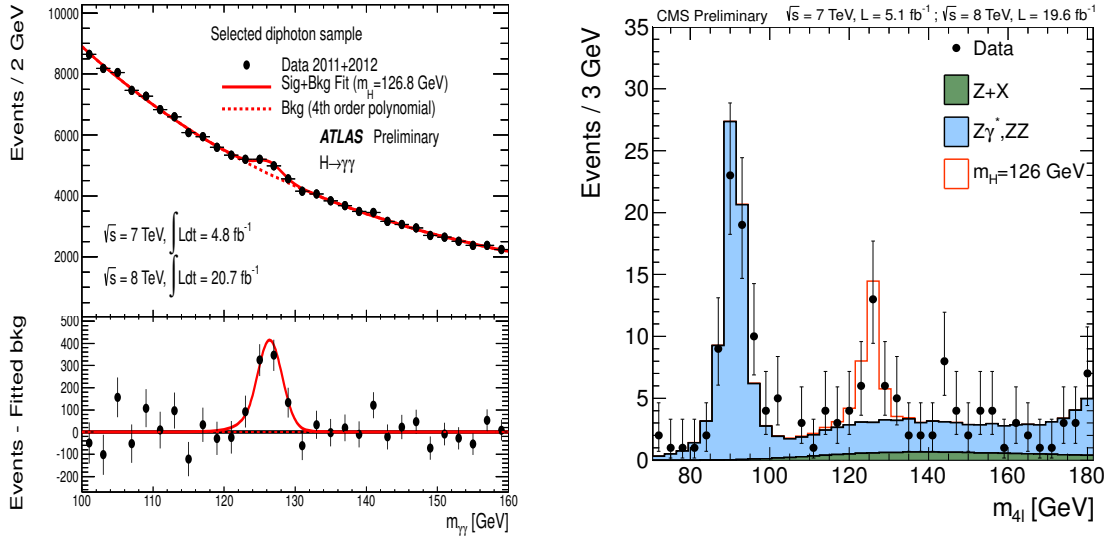 Events / 2 GeV
10000
8000
6000
4000
2000
Selected diphoton sample
Data 2011+2012
Sig+Bkg Fit (m_H=126.8 GeV)
Bkg (4th order polynomial)
ATLAS Preliminary
H→γγ
√s = 7 TeV, ∫Ldt = 4.8 fb⁻¹
√s = 8 TeV, ∫Ldt = 20.7 fb⁻¹
Events - Fitted bkg
500
400
300
200
100
0
-100
-200
100 110 120 130 140 150 160
m_γγ [GeV]
CMS Preliminary √s = 7 TeV, L = 5.1 fb⁻¹ ; √s = 8 TeV, L = 19.6 fb⁻¹
Events / 3 GeV
35
30
25
20
15
10
5
0
Data
Z+X
Zγ*,ZZ
m_H=126 GeV
80 100 120 140 160 180
m_4l [GeV]